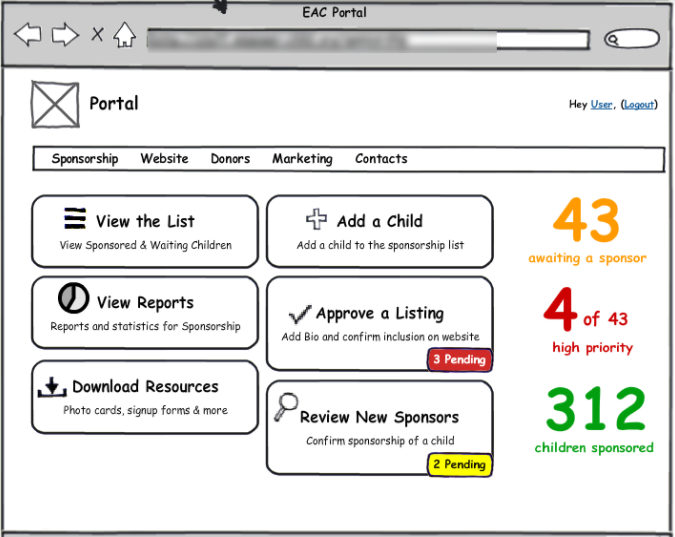 EAC Portal
Portal
Hey User, (Logout)
Sponsorship Website Donors Marketing Contacts
View the List
View Sponsored & Waiting Children
Add a Child
Add a child to the sponsorship list
43
awaiting a sponsor
View Reports
Reports and statistics for Sponsorship
Approve a Listing
Add Bio and confirm inclusion on website
3 Pending
4 of 43
high priority
Download Resources
Photo cards, signup forms & more
Review New Sponsors
Confirm sponsorship of a child
2 Pending
312
children sponsored